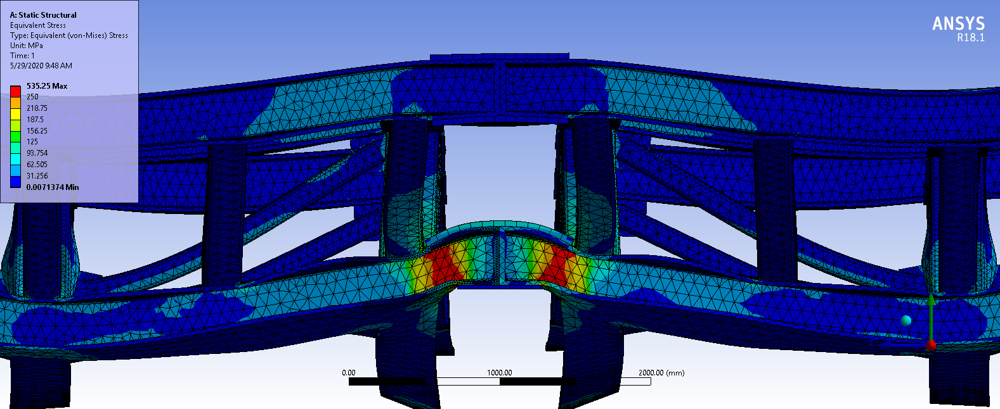 A: Static Structural
Equivalent Stress
Type: Equivalent (von-Mises) Stress
Unit: MPa
Time: 1
5/29/2020 9:48 AM
535.25 Max
250
218.75
187.5
156.25
125
93.754
62.505
31.256
0.0071374 Min
ANSYS
R18.1
0.00
1000.00
2000.00 (mm)